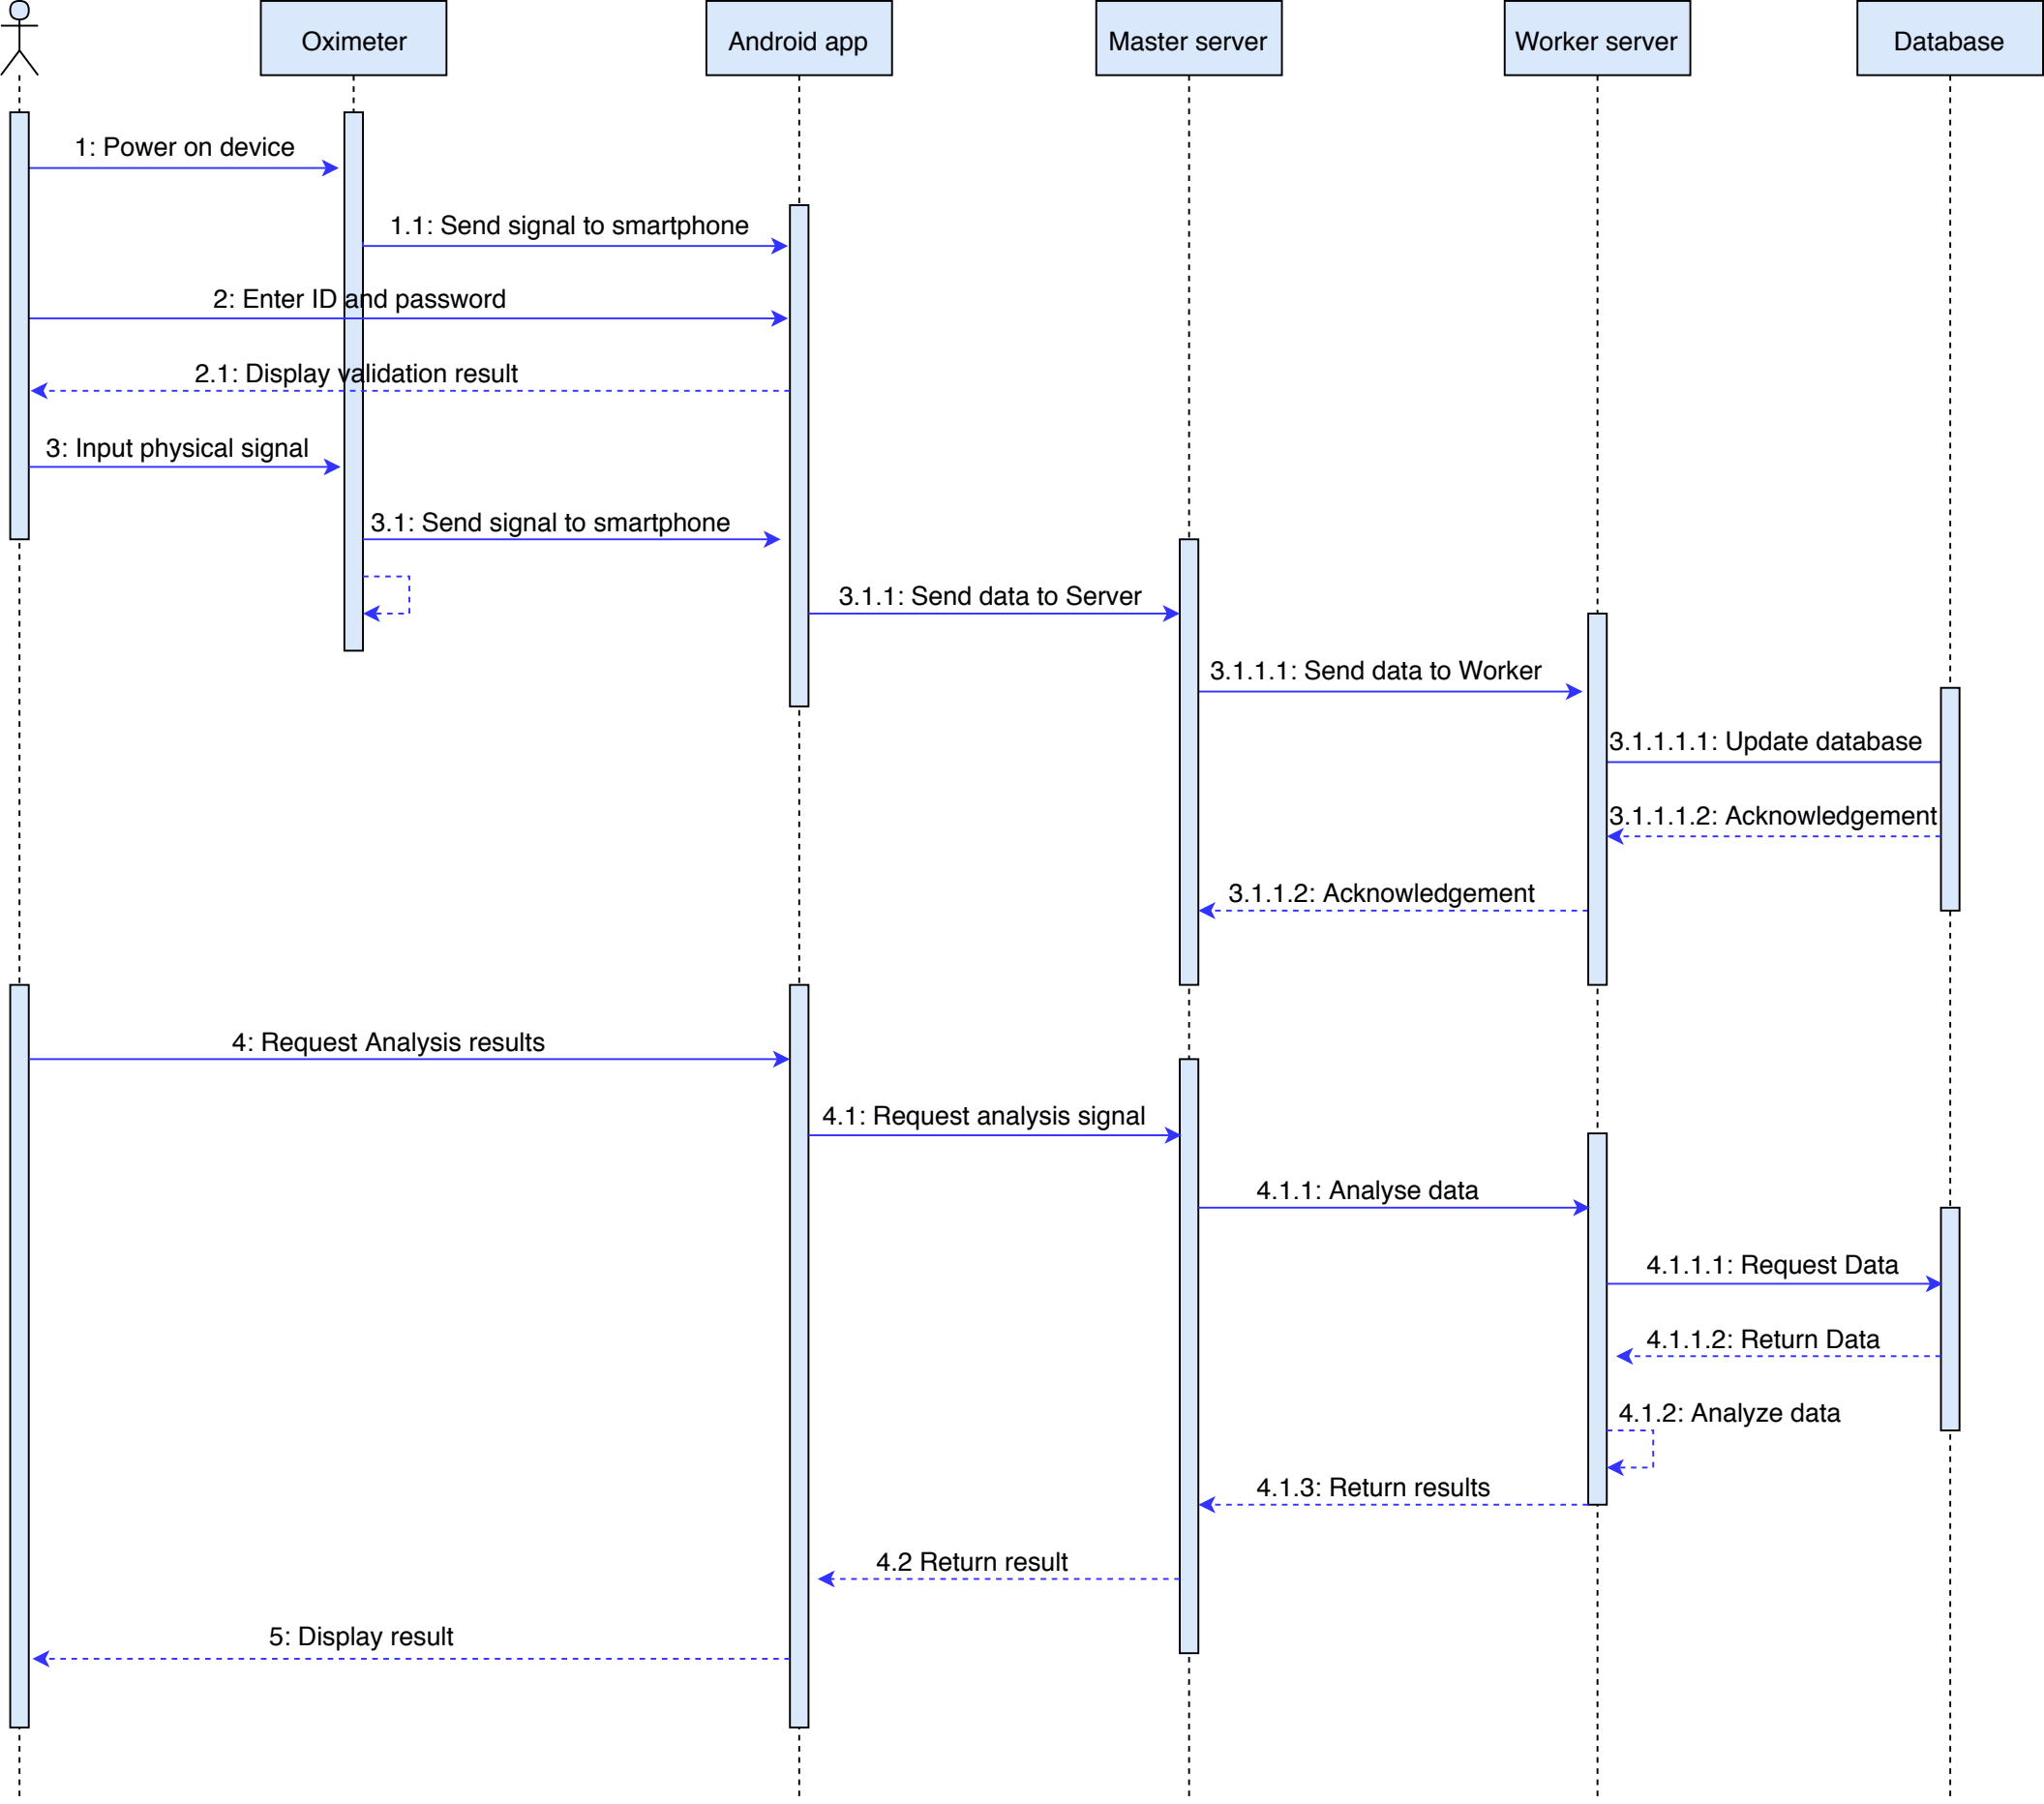 Oximeter
Android app
Master server
Worker server
Database
1: Power on device
1.1: Send signal to smartphone
2: Enter ID and password
2.1: Display validation result
3: Input physical signal
3.1: Send signal to smartphone
3.1.1: Send data to Server
3.1.1.1: Send data to Worker
3.1.1.1.1: Update database
3.1.1.1.2: Acknowledgement
3.1.1.2: Acknowledgement
4: Request Analysis results
4.1: Request analysis signal
4.1.1: Analyse data
4.1.1.1: Request Data
4.1.1.2: Return Data
4.1.2: Analyze data
4.1.3: Return results
4.2 Return result
5: Display result